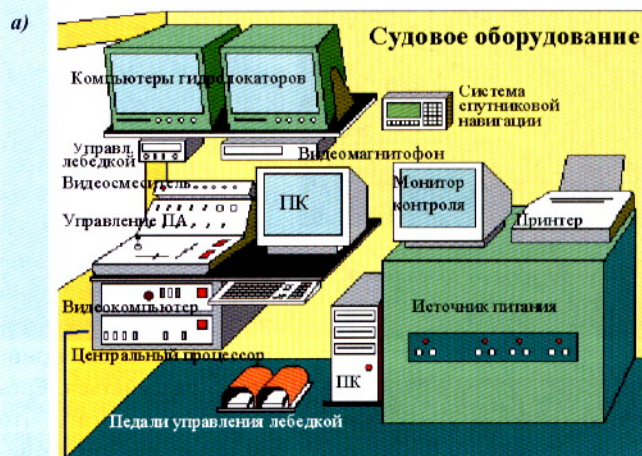 а)
Судовое оборудование
Компьютеры гидролокаторов
Система
спутниковой
навигации
Управл.
лебедкой
Видеомагнитофон
Видеосмеситель
ПК
Монитор
контроля
Управление ПА
Принтер
Видеокомпьютер
Источник питания
Центральный процессор
ПК
Педали управления лебедкой